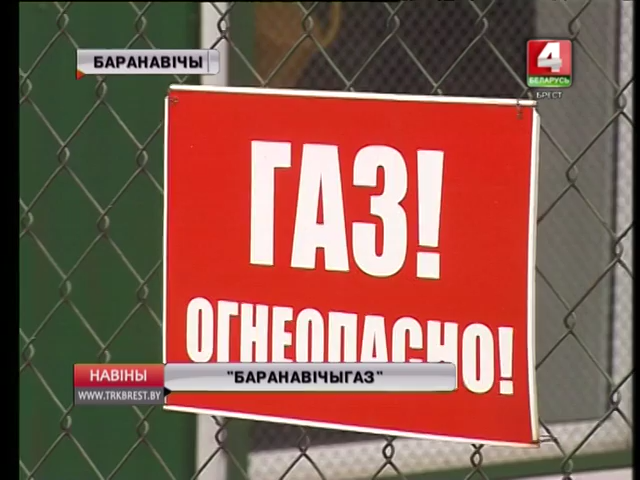 БАРАНАВІЧЫ
4
БЕЛАРУСЬ
БРЕСТ
ГАЗ!
ОГНЕОПАСНО!
НАВІНЫ
"БАРАНАВІЧЫГАЗ"
WWW.TRKBREST.BY